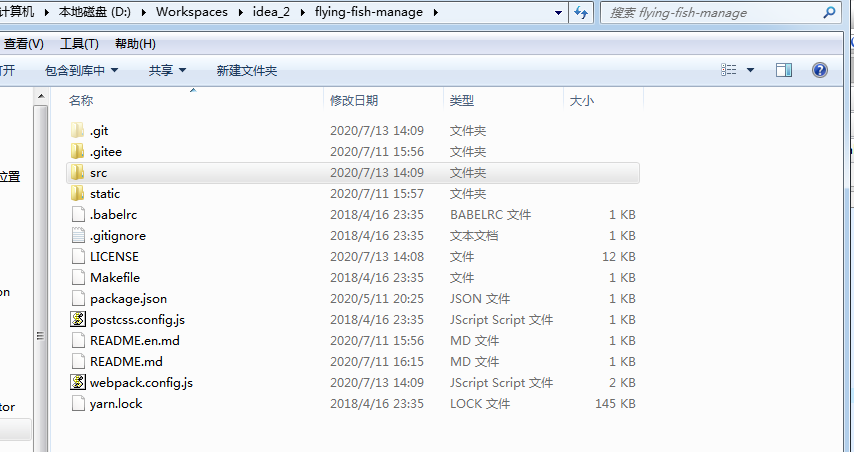 计算机 ▸ 本地磁盘 (D:) ▸ Workspaces ▸ idea_2 ▸ flying-fish-manage ▸ 搜索 flying-fish-manage
查看(V) 工具(T) 帮助(H)
打开 包含到库中 共享 新建文件夹
名称 修改日期 类型 大小
.git 2020/7/13 14:09 文件夹
.gitee 2020/7/11 15:56 文件夹
位置
src 2020/7/13 14:09 文件夹
static 2020/7/11 15:57 文件夹
.babelrc 2018/4/16 23:35 BABELRC 文件 1 KB
.gitignore 2018/4/16 23:35 文本文档 1 KB
LICENSE 2020/7/13 14:08 文件 12 KB
Makefile 2018/4/16 23:35 文件 1 KB
on
package.json 2020/5/11 20:25 JSON 文件 1 KB
postcss.config.js 2018/4/16 23:35 JScript Script 文件 1 KB
README.en.md 2020/7/11 15:56 MD 文件 1 KB
README.md 2020/7/11 16:15 MD 文件 1 KB
webpack.config.js 2020/7/13 14:09 JScript Script 文件 2 KB
tor
yarn.lock 2018/4/16 23:35 LOCK 文件 145 KB